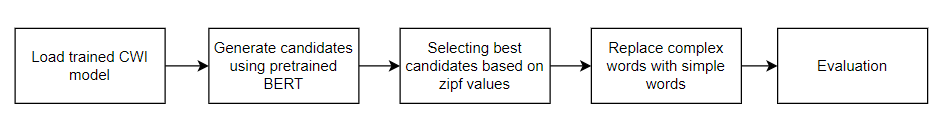 Load trained CWI
model
Generate candidates
using pretrained
BERT
Selecting best
candidates based on
zipf values
Replace complex
words with simple
words
Evaluation